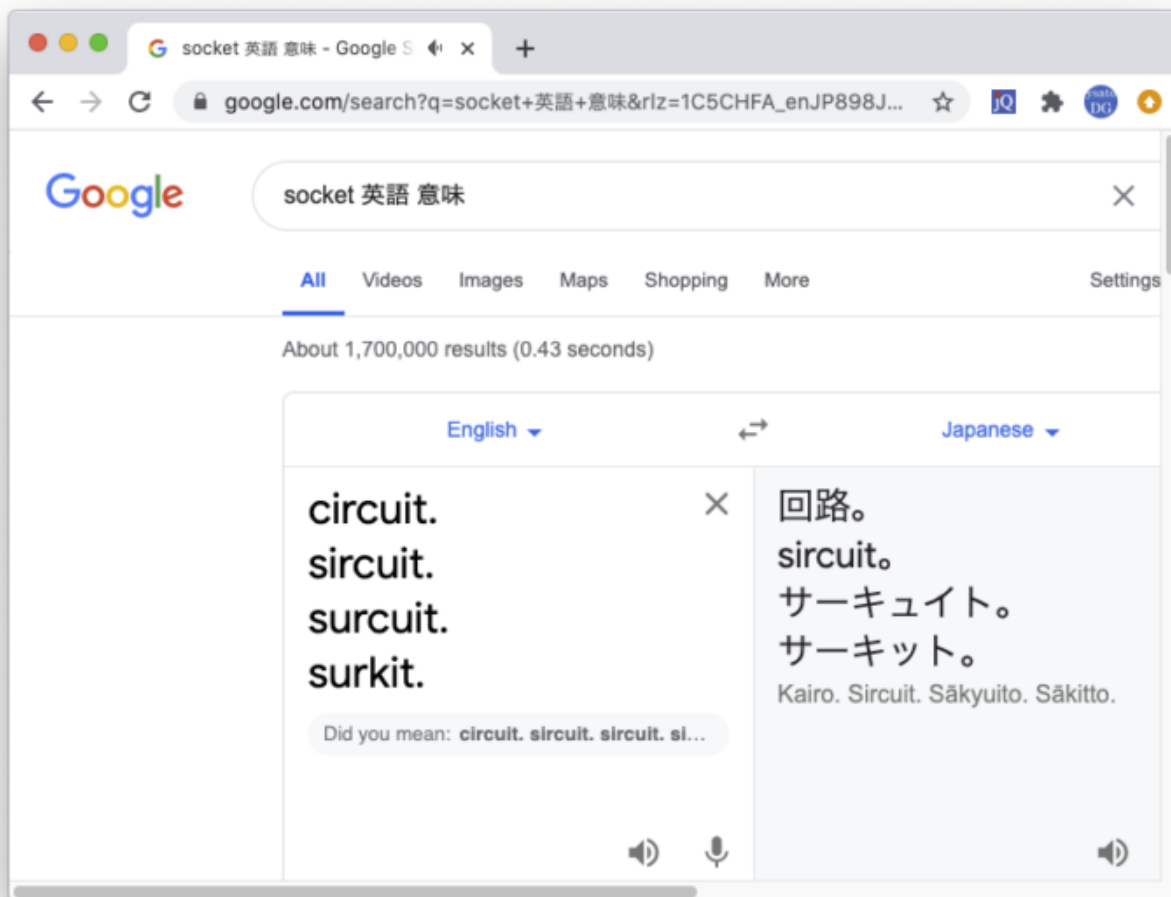 socket 英語 意味 - Google S
google.com/search?q=socket+英語+意味&rlz=1C5CHFA_enJP898J...
jQ
DG
Google
socket 英語 意味
All Videos Images Maps Shopping More Settings
About 1,700,000 results (0.43 seconds)
English Japanese
circuit.
sircuit.
surcuit.
surkit.
Did you mean: circuit. sircuit. sircuit. si...
回路。
sircuit。
サーキュイト。
サーキット。
Kairo. Sircuit. Sākyuito. Sākitto.